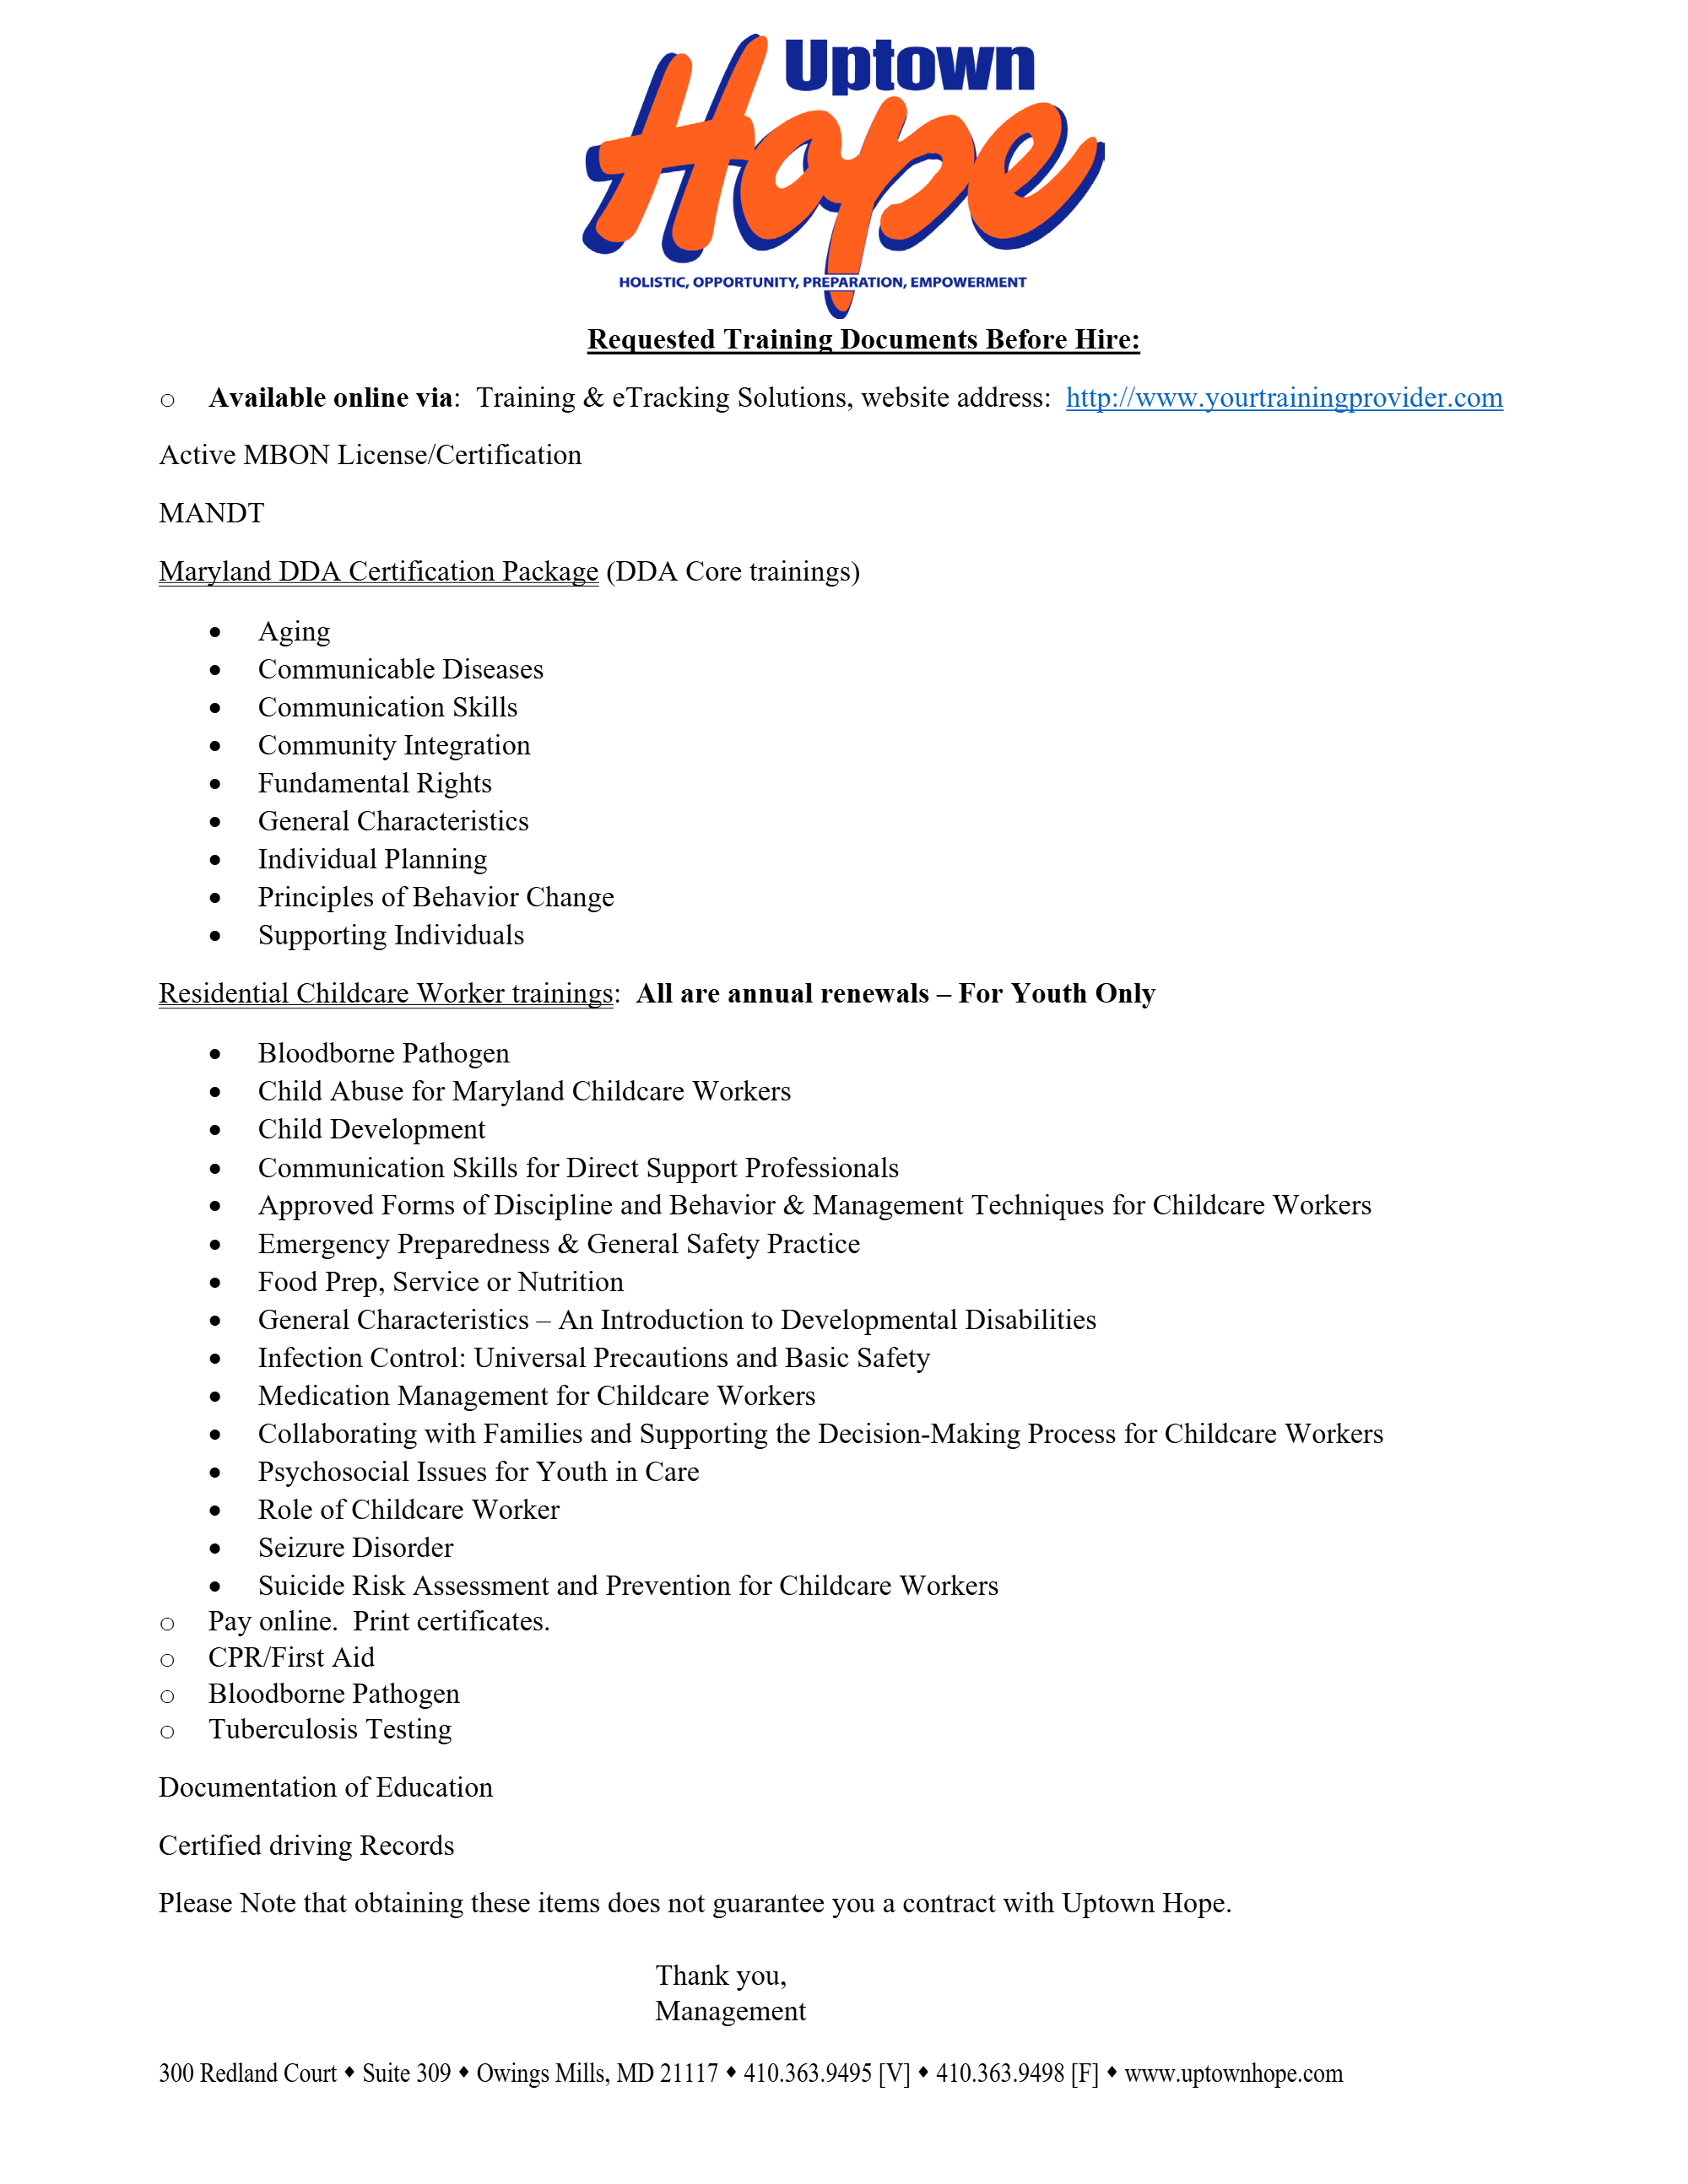 Uptown
Hope
HOLISTIC, OPPORTUNITY, PREPARATION, EMPOWERMENT
Requested Training Documents Before Hire:
o Available online via: Training & eTracking Solutions, website address: http://www.yourtrainingprovider.com
Active MBON License/Certification
MANDT
Maryland DDA Certification Package (DDA Core trainings)
• Aging
• Communicable Diseases
• Communication Skills
• Community Integration
• Fundamental Rights
• General Characteristics
• Individual Planning
• Principles of Behavior Change
• Supporting Individuals
Residential Childcare Worker trainings: All are annual renewals – For Youth Only
• Bloodborne Pathogen
• Child Abuse for Maryland Childcare Workers
• Child Development
• Communication Skills for Direct Support Professionals
• Approved Forms of Discipline and Behavior & Management Techniques for Childcare Workers
• Emergency Preparedness & General Safety Practice
• Food Prep, Service or Nutrition
• General Characteristics – An Introduction to Developmental Disabilities
• Infection Control: Universal Precautions and Basic Safety
• Medication Management for Childcare Workers
• Collaborating with Families and Supporting the Decision-Making Process for Childcare Workers
• Psychosocial Issues for Youth in Care
• Role of Childcare Worker
• Seizure Disorder
• Suicide Risk Assessment and Prevention for Childcare Workers
o Pay online. Print certificates.
o CPR/First Aid
o Bloodborne Pathogen
o Tuberculosis Testing
Documentation of Education
Certified driving Records
Please Note that obtaining these items does not guarantee you a contract with Uptown Hope.
Thank you,
Management
300 Redland Court ♦ Suite 309 ♦ Owings Mills, MD 21117 ♦ 410.363.9495 [V] ♦ 410.363.9498 [F] ♦ www.uptownhope.com